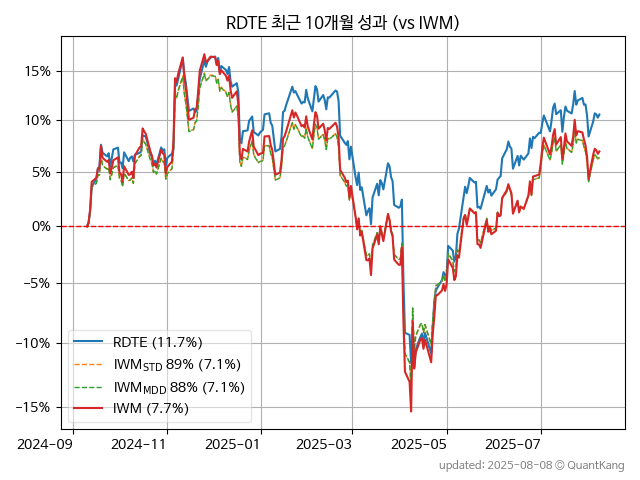 RDTE 최근 10개월 성과 (vs IWM)
15%
10%
5%
0%
−5%
−10%
−15%
RDTE (11.7%)
IWM_STD 89% (7.1%)
IWM_MDD 88% (7.1%)
IWM (7.7%)
2024-09 2024-11 2025-01 2025-03 2025-05 2025-07
updated: 2025-08-08 © QuantKang